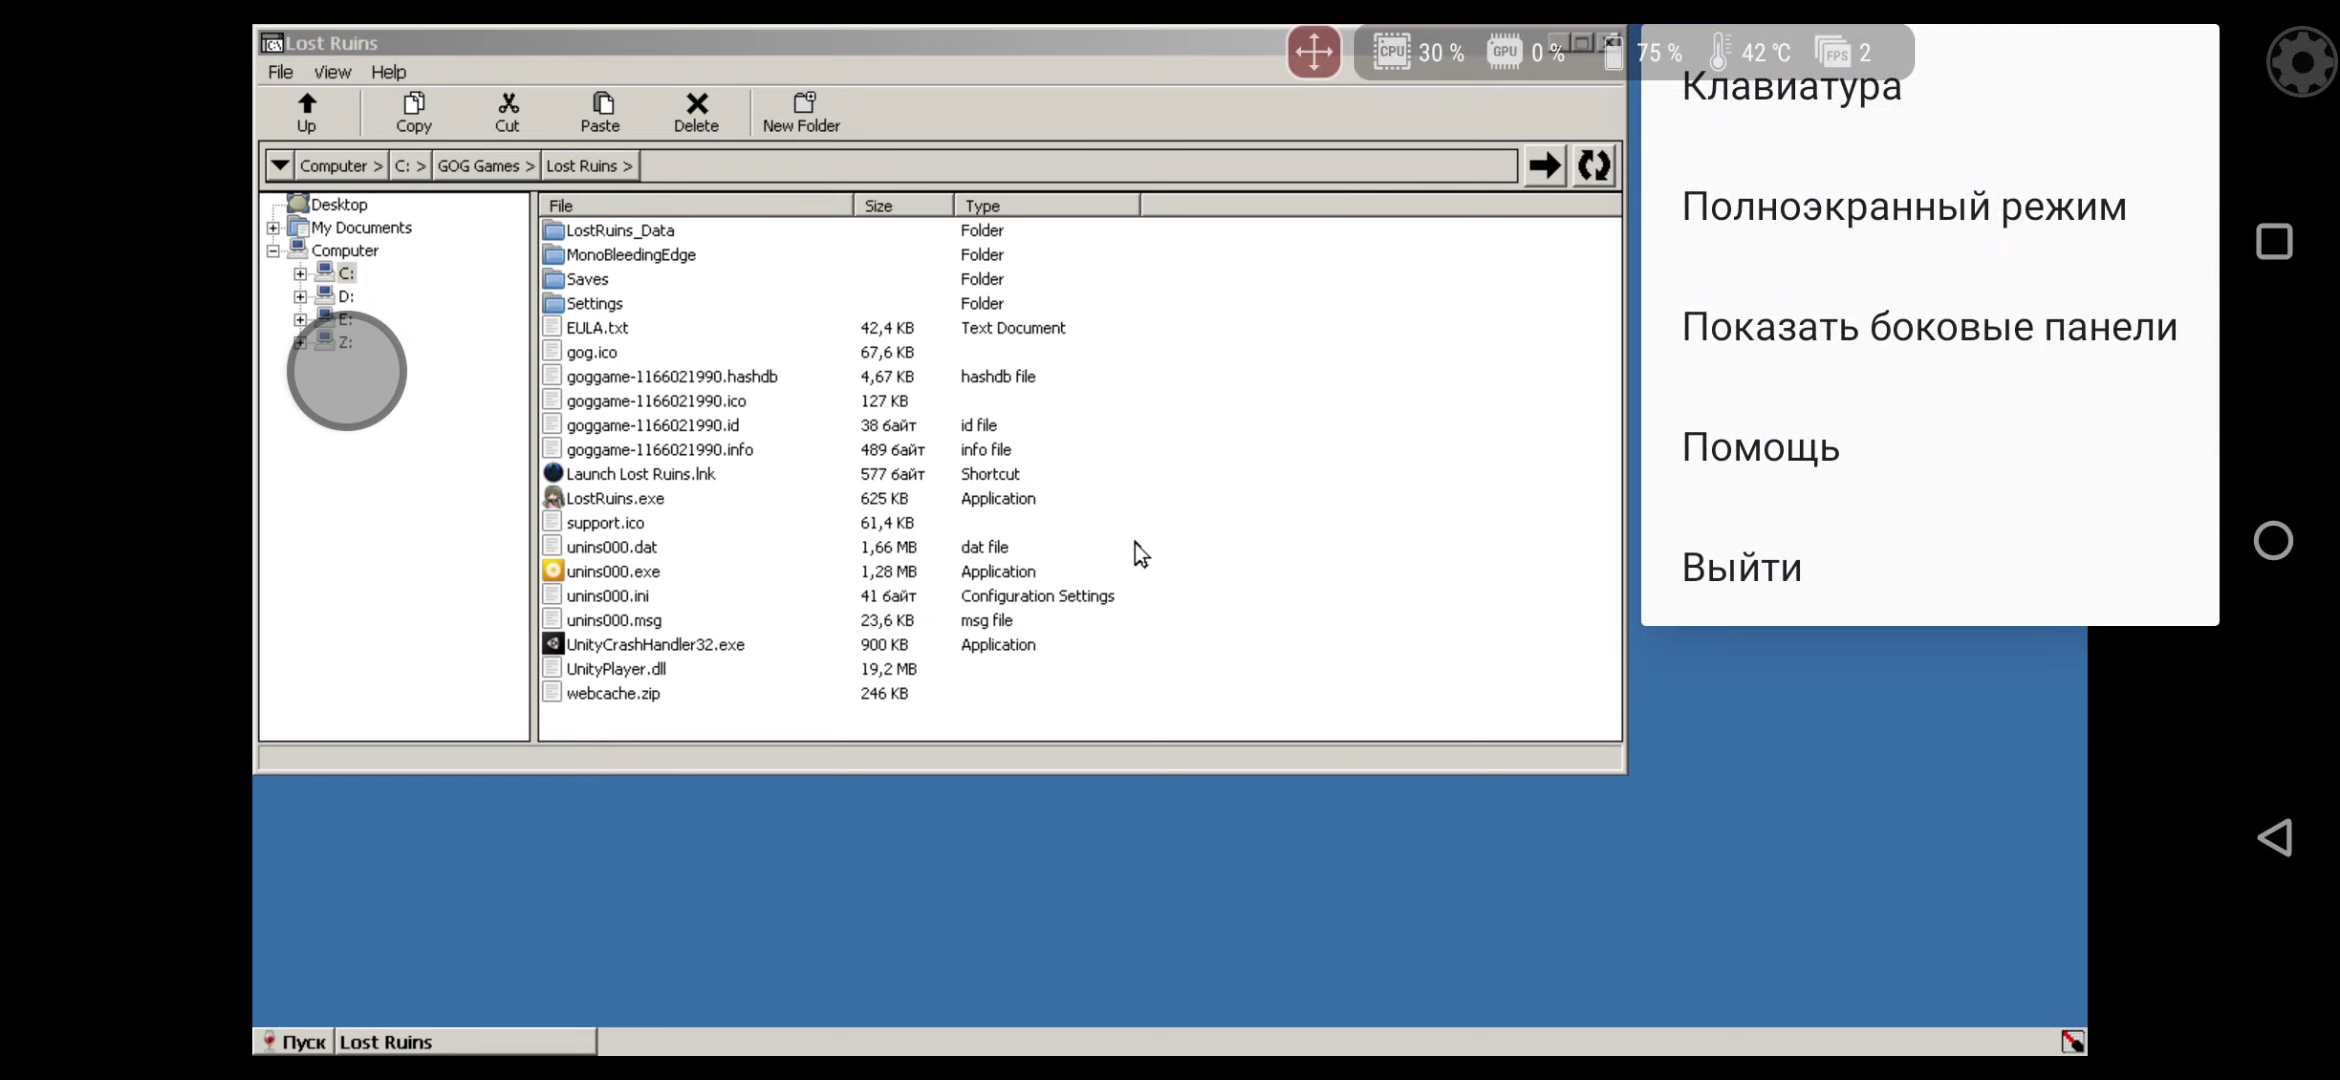 Lost Ruins
CPU 30 % GPU 0 % 75 % 42 °C FPS 2
File View Help
Up Copy Cut Paste Delete New Folder
Computer > C: > GOG Games > Lost Ruins >
Desktop
My Documents
Computer
C:
D:
E:
Z:
File Size Type
LostRuins_Data Folder
MonoBleedingEdge Folder
Saves Folder
Settings Folder
EULA.txt 42,4 KB Text Document
gog.ico 67,6 KB
goggame-1166021990.hashdb 4,67 KB hashdb file
goggame-1166021990.ico 127 KB
goggame-1166021990.id 38 байт id file
goggame-1166021990.info 489 байт info file
Launch Lost Ruins.lnk 577 байт Shortcut
LostRuins.exe 625 KB Application
support.ico 61,4 KB
unins000.dat 1,66 MB dat file
unins000.exe 1,28 MB Application
unins000.ini 41 байт Configuration Settings
unins000.msg 23,6 KB msg file
UnityCrashHandler32.exe 900 KB Application
UnityPlayer.dll 19,2 MB
webcache.zip 246 KB
Клавиатура
Полноэкранный режим
Показать боковые панели
Помощь
Выйти
Пуск Lost Ruins